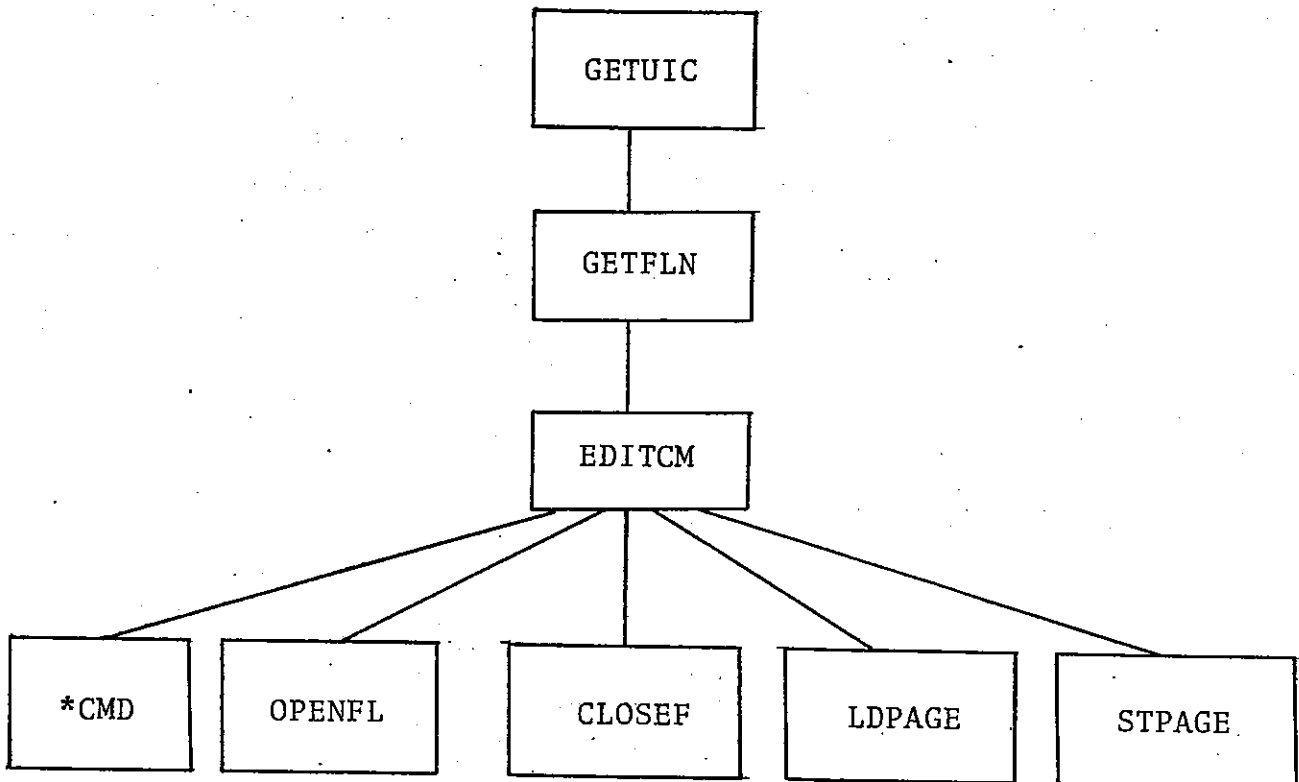 GETUIC
GETFLN
EDITCM
*CMD
OPENFL
CLOSEF
LDPAGE
STPAGE